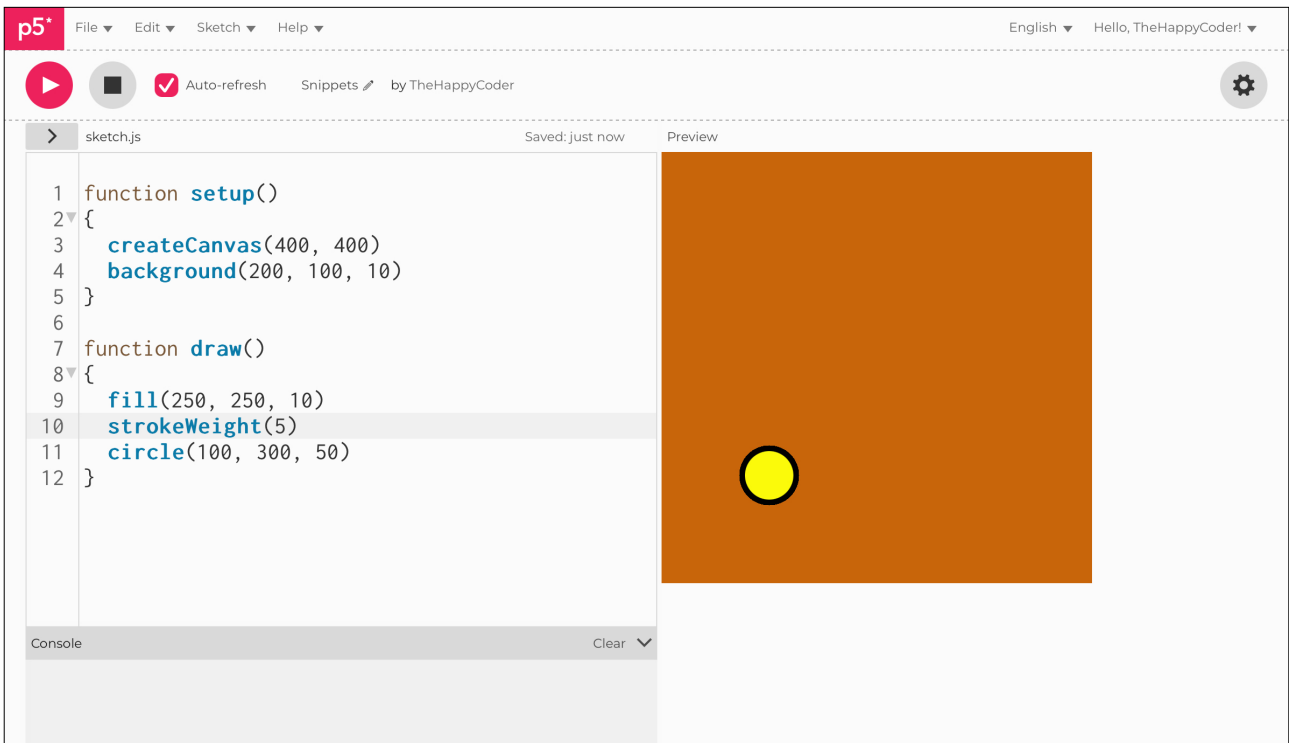 p5* File Edit Sketch Help English Hello, TheHappyCoder!
Auto-refresh Snippets by TheHappyCoder
sketch.js Saved: just now Preview
1 function setup()
2 {
3   createCanvas(400, 400)
4   background(200, 100, 10)
5 }
6
7 function draw()
8 {
9   fill(250, 250, 10)
10   strokeWeight(5)
11   circle(100, 300, 50)
12 }
Console Clear